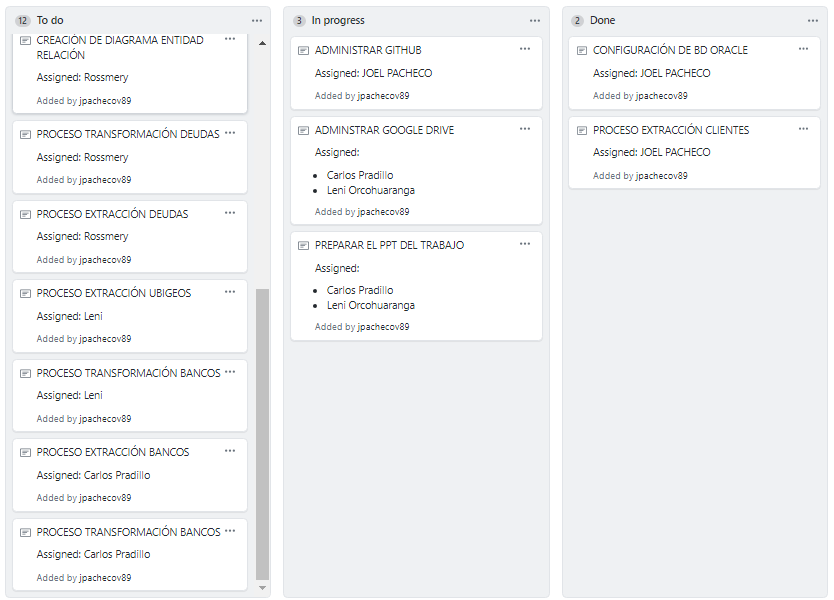 12 To do
CREACIÓN DE DIAGRAMA ENTIDAD
RELACIÓN
Assigned: Rossmery
Added by jpachecov89
PROCESO TRANSFORMACIÓN DEUDAS
Assigned: Rossmery
Added by jpachecov89
PROCESO EXTRACCIÓN DEUDAS
Assigned: Rossmery
Added by jpachecov89
PROCESO EXTRACCIÓN UBIGEOS
Assigned: Leni
Added by jpachecov89
PROCESO TRANSFORMACIÓN BANCOS
Assigned: Leni
Added by jpachecov89
PROCESO EXTRACCIÓN BANCOS
Assigned: Carlos Pradillo
Added by jpachecov89
PROCESO TRANSFORMACIÓN BANCOS
Assigned: Carlos Pradillo
Added by jpachecov89
3 In progress
ADMINISTRAR GITHUB
Assigned: JOEL PACHECO
Added by jpachecov89
ADMINSTRAR GOOGLE DRIVE
Assigned:
• Carlos Pradillo
• Leni Orcohuaranga
Added by jpachecov89
PREPARAR EL PPT DEL TRABAJO
Assigned:
• Carlos Pradillo
• Leni Orcohuaranga
Added by jpachecov89
2 Done
CONFIGURACIÓN DE BD ORACLE
Assigned: JOEL PACHECO
Added by jpachecov89
PROCESO EXTRACCIÓN CLIENTES
Assigned: JOEL PACHECO
Added by jpachecov89